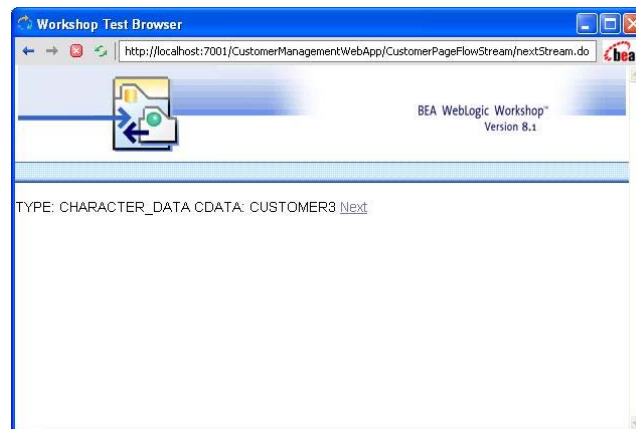 Workshop Test Browser
http://localhost:7001/CustomerManagementWebApp/CustomerPageFlowStream/nextStream.do
bea
BEA WebLogic Workshop™
Version 8.1
TYPE: CHARACTER_DATA CDATA: CUSTOMER3 Next